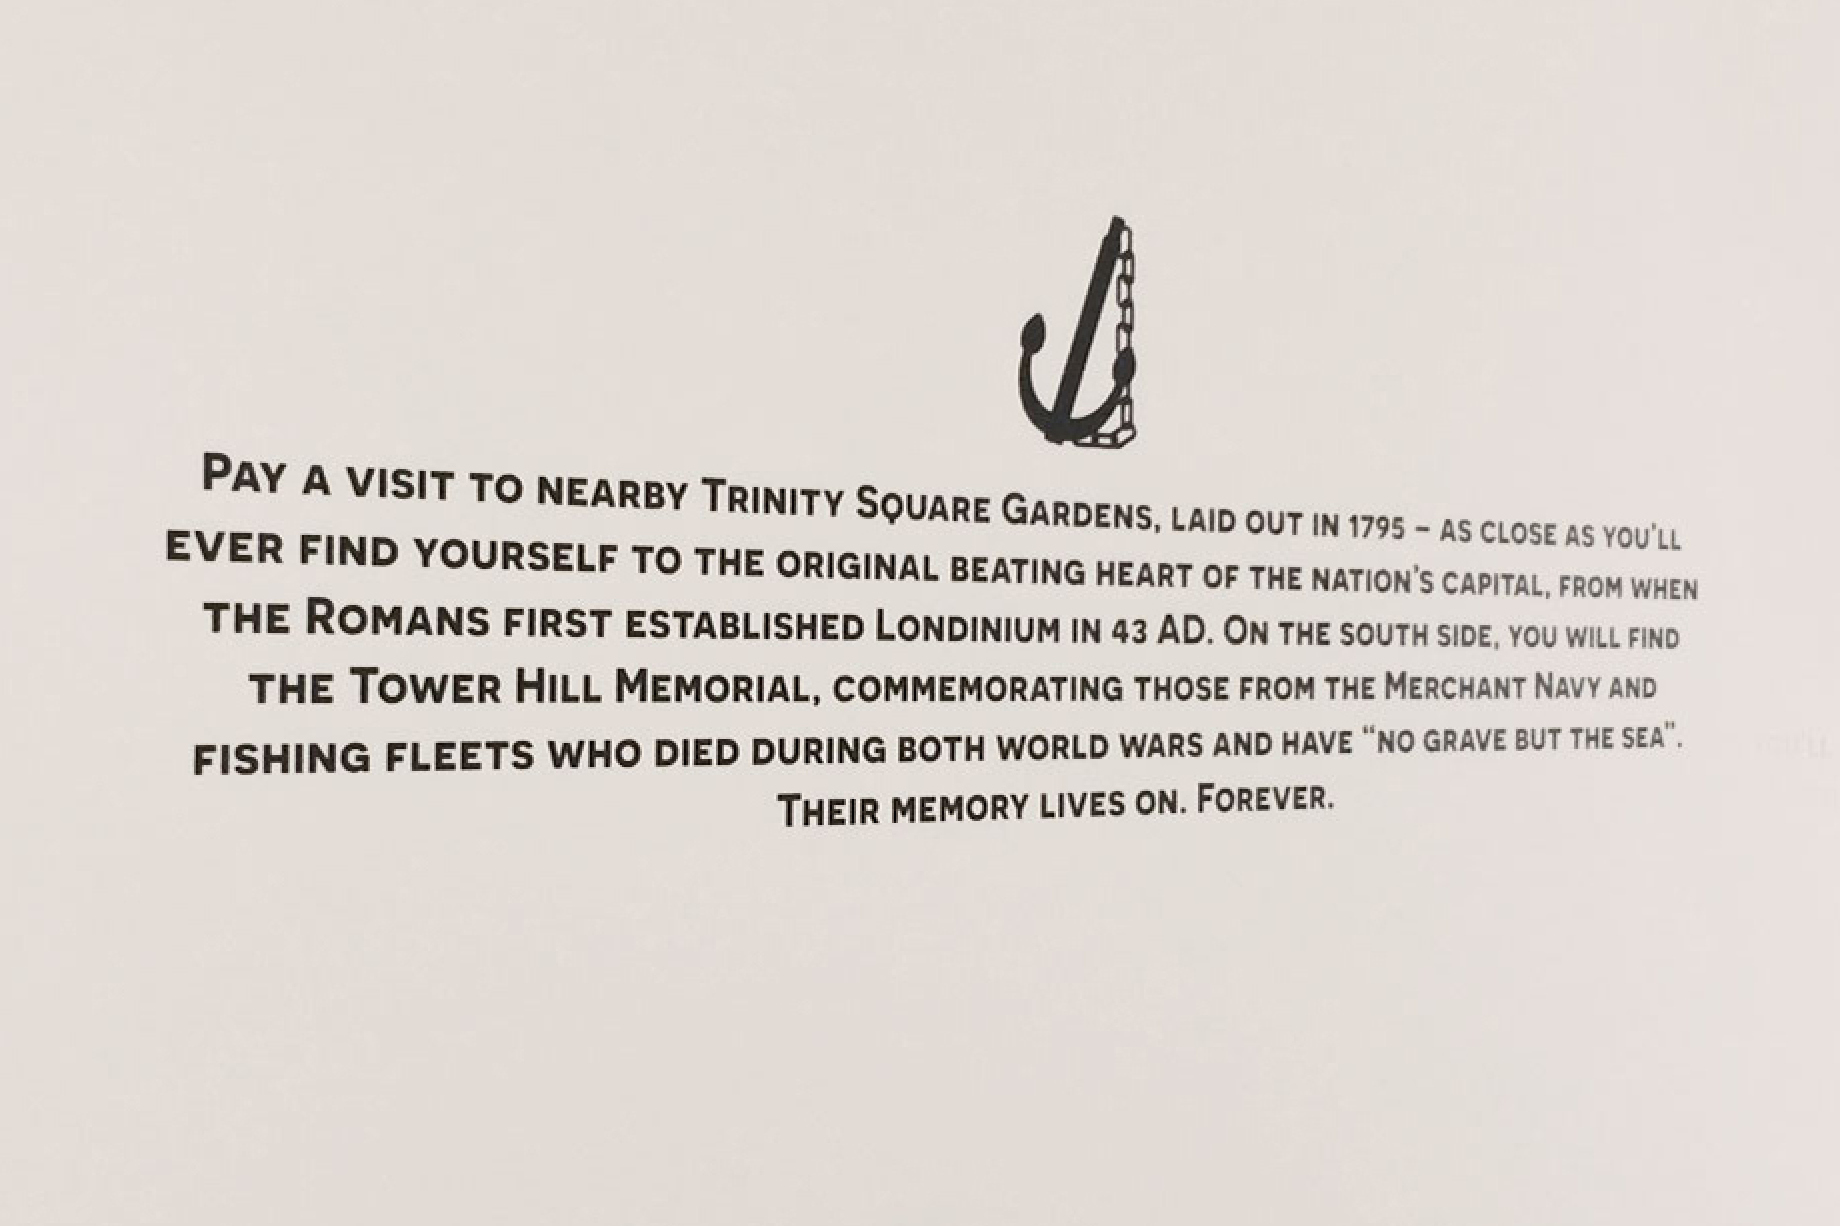 Pay a visit to nearby Trinity Square Gardens, laid out in 1795 – as close as you'll
ever find yourself to the original beating heart of the nation's capital, from when
the Romans first established Londinium in 43 AD. On the south side, you will find
the Tower Hill Memorial, commemorating those from the Merchant Navy and
fishing fleets who died during both world wars and have "no grave but the sea".
Their memory lives on. Forever.